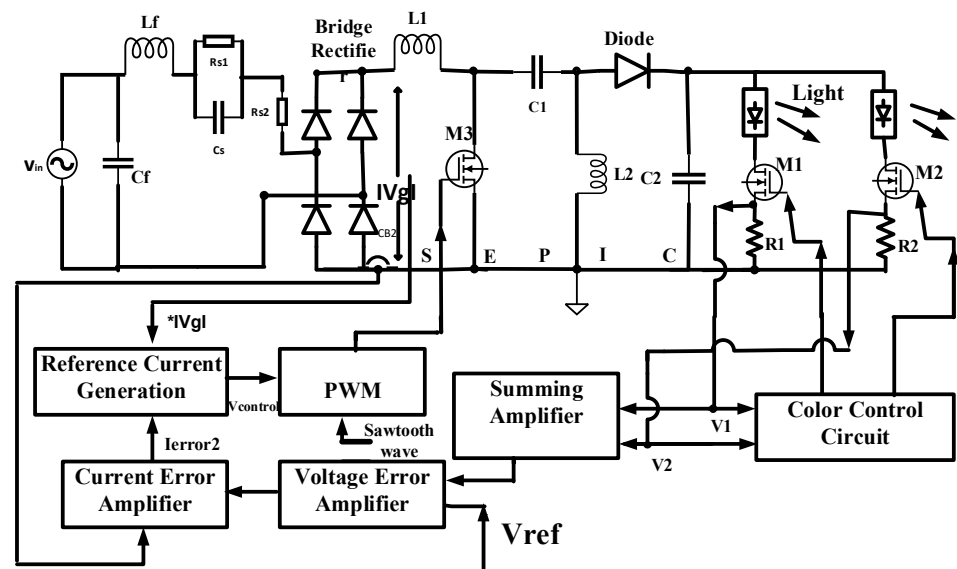 Lf
Bridge
Rectifie
r
L1
Diode
Rs1
Cs
Rs2
C1
Light
M3
M1
M2
Vin
Cf
IVgI
L2
C2
CB2
R1
R2
S E P I C
*IVgI
Reference Current
Generation
PWM
Vcontrol
Summing
Amplifier
V1
V2
Color Control
Circuit
Sawtooth
wave
Ierror2
Current Error
Amplifier
Voltage Error
Amplifier
Vref